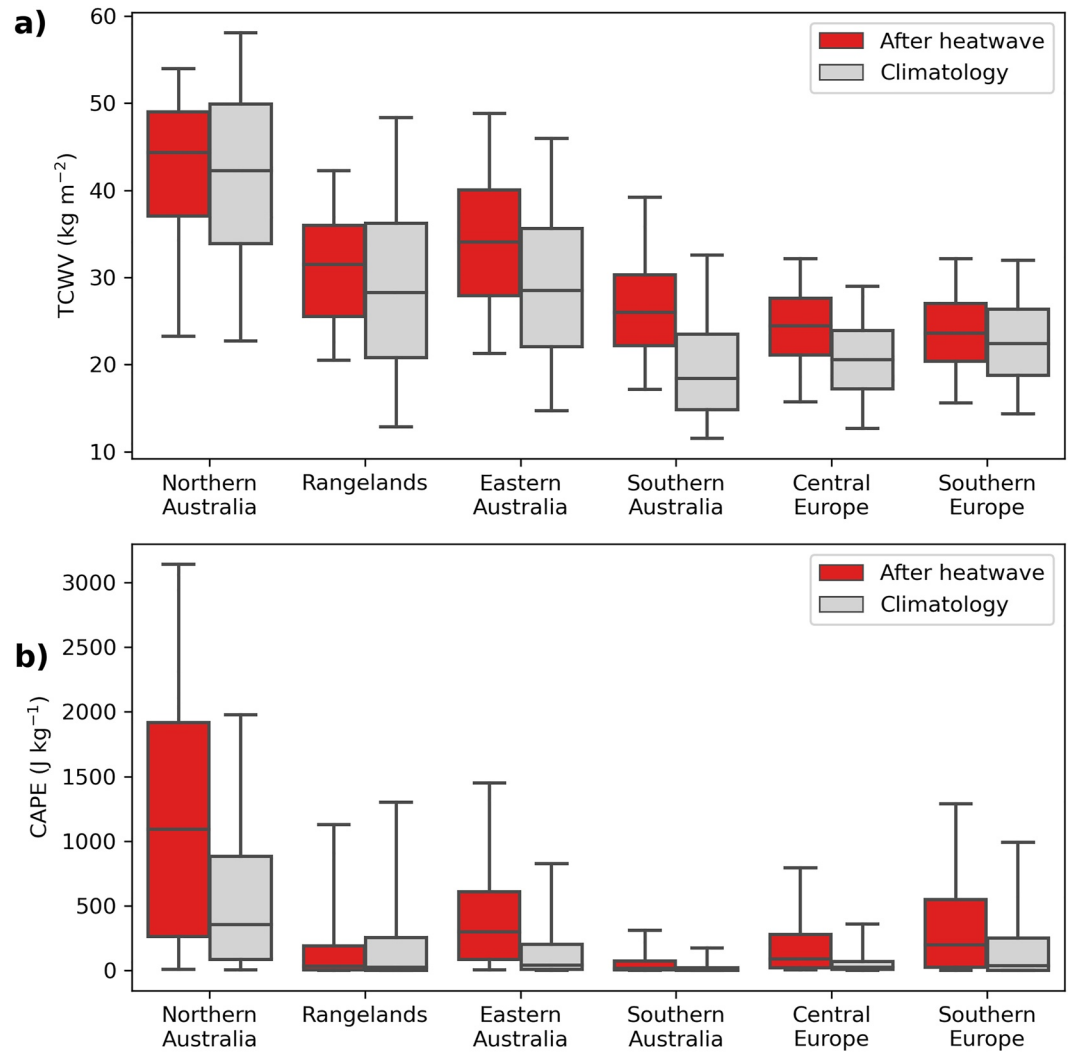 a)
60
50
40
30
20
10
TCWV (kg m⁻²)
After heatwave
Climatology
Northern
Australia
Rangelands
Eastern
Australia
Southern
Australia
Central
Europe
Southern
Europe
b)
3000
2500
2000
1500
1000
500
0
CAPE (J kg⁻¹)
After heatwave
Climatology
Northern
Australia
Rangelands
Eastern
Australia
Southern
Australia
Central
Europe
Southern
Europe